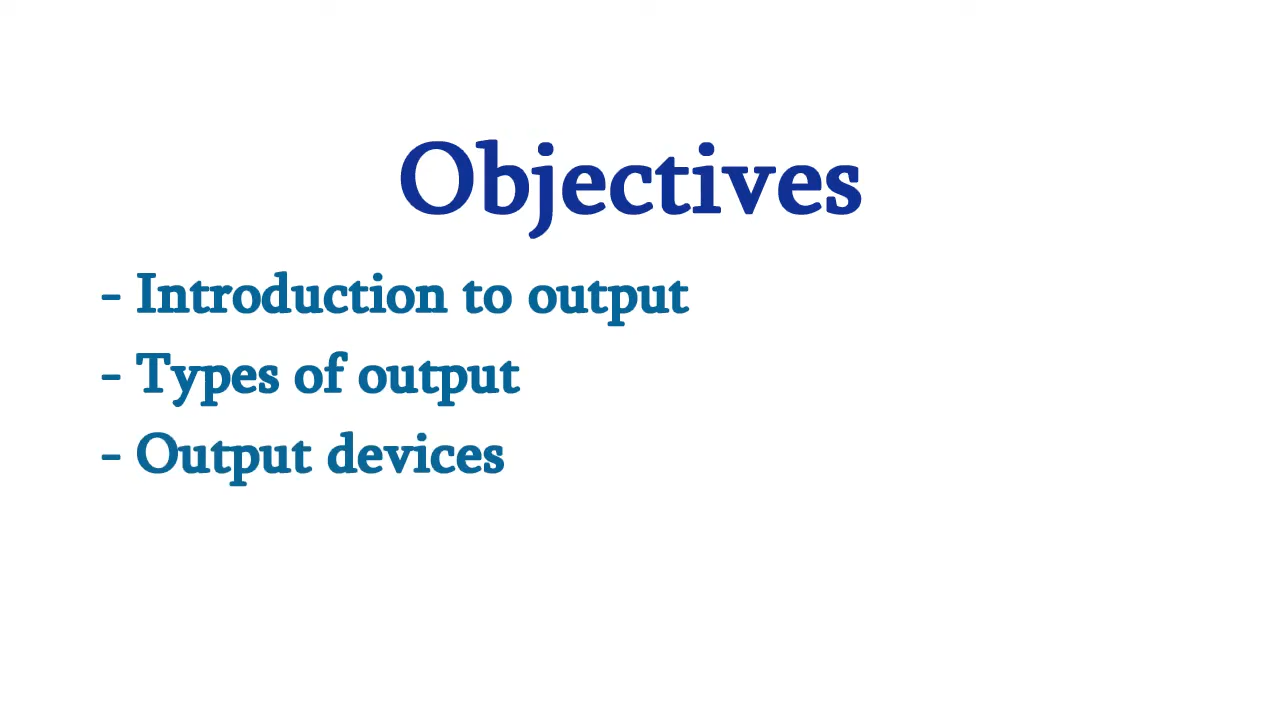 Objectives
- Introduction to output
- Types of output
- Output devices